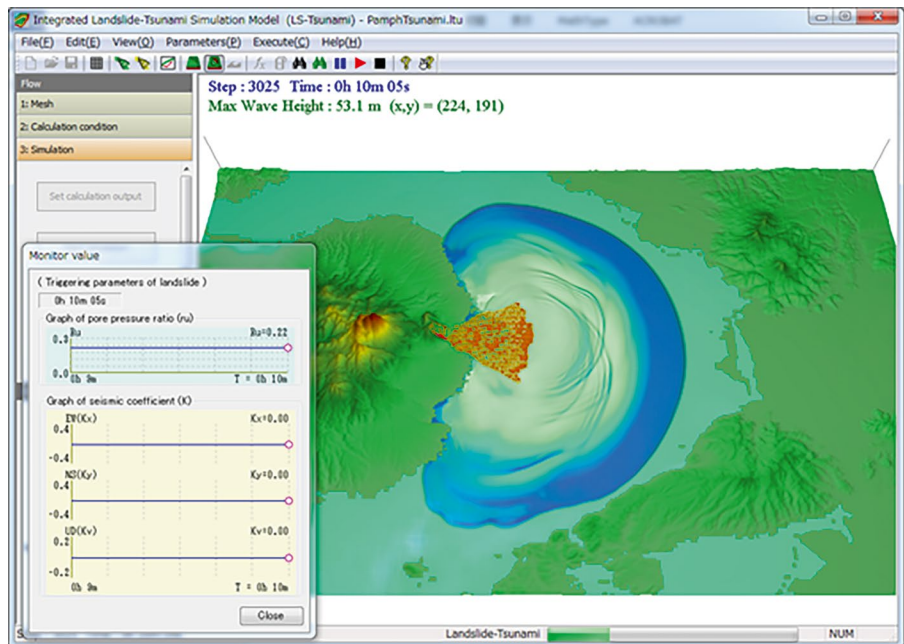 Integrated Landslide-Tsunami Simulation Model (LS-Tsunami) - PamphTsunami.ltu
File(F) Edit(E) View(O) Parameters(P) Execute(C) Help(H)
Flow
1: Mesh
2: Calculation condition
3: Simulation
Set calculation output
Step : 3025 Time : 0h 10m 05s
Max Wave Height : 53.1 m (x,y) = (224, 191)
Monitor value
( Triggering parameters of landslide )
0h 10m 05s
Graph of pore pressure ratio (ru)
0.3 Ru Ru=0.22
0.0
0h 9m T = 0h 10m
Graph of seismic coefficient (K)
EW(Kx) Kx=0.00
0.4
-0.4
NS(Ky) Ky=0.00
0.4
-0.4
UD(Kv) Kv=0.00
0.2
-0.2
0h 9m T = 0h 10m
Close
Landslide-Tsunami NUM